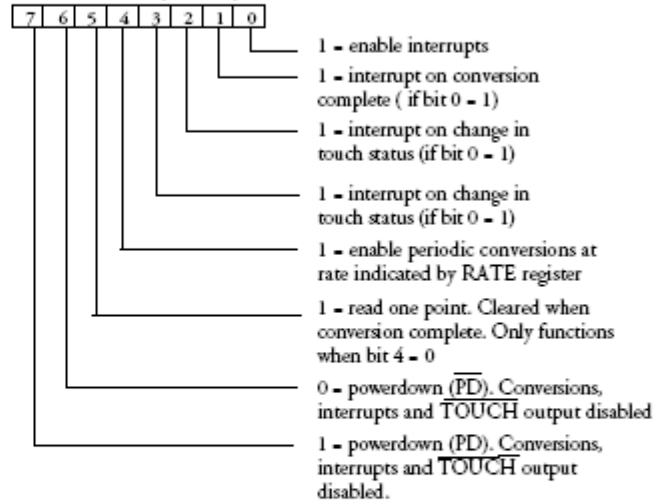 7 6 5 4 3 2 1 0
1 = enable interrupts
1 = interrupt on conversion
complete ( if bit 0 = 1)
1 = interrupt on change in
touch status (if bit 0 = 1)
1 = interrupt on change in
touch status (if bit 0 = 1)
1 = enable periodic conversions at
rate indicated by RATE register
1 = read one point. Cleared when
conversion complete. Only functions
when bit 4 = 0
0 = powerdown (P̅D̅). Conversions,
interrupts and T̅O̅U̅C̅H̅ output disabled
1 = powerdown (PD). Conversions,
interrupts and T̅O̅U̅C̅H̅ output
disabled.